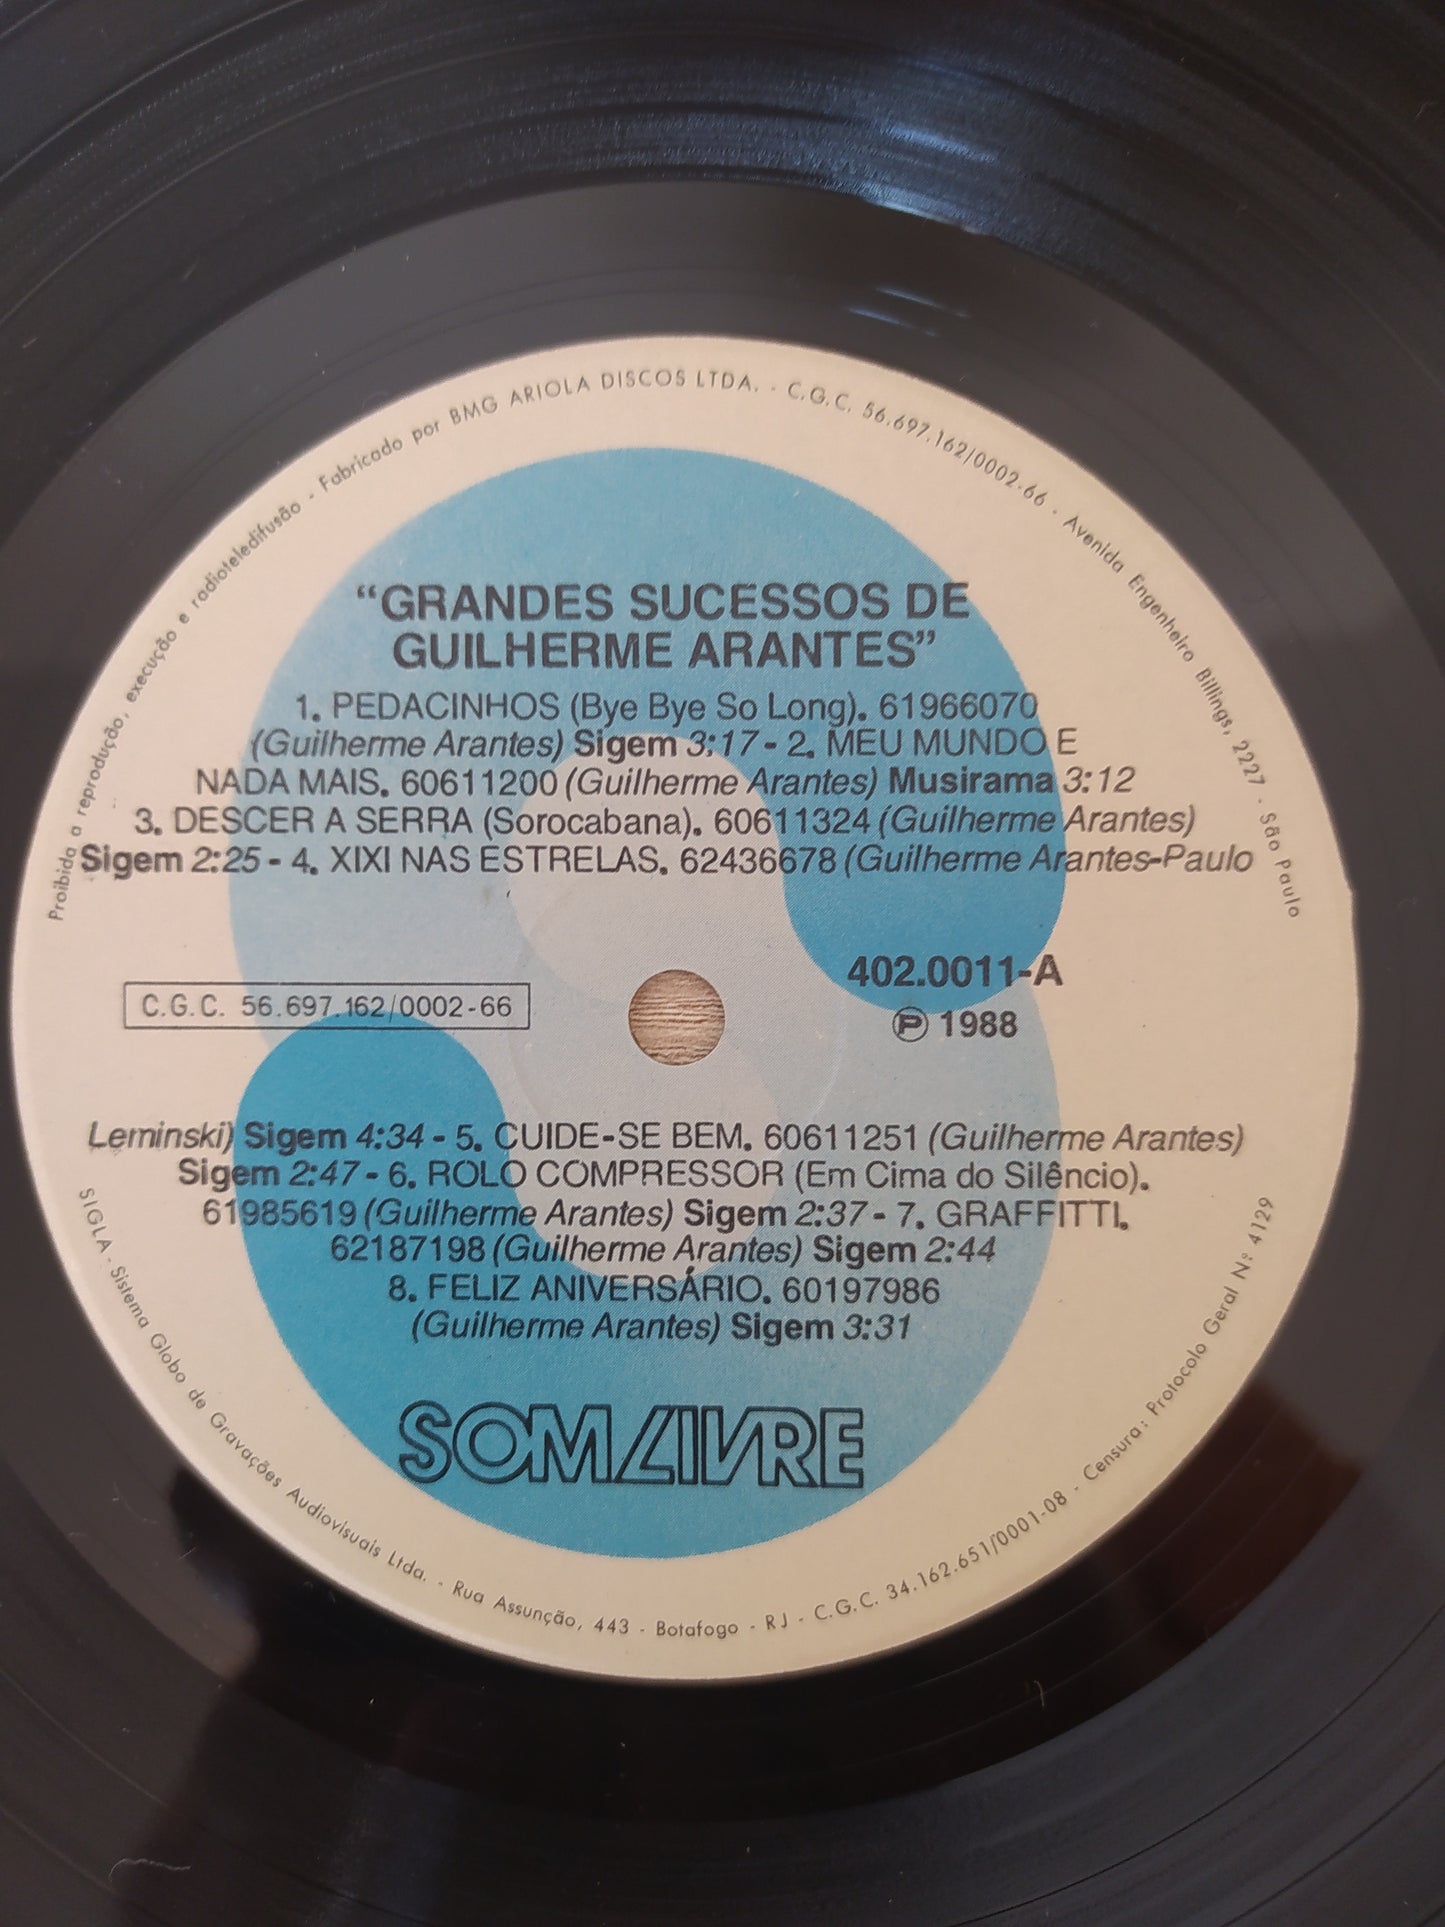 Proibida a reprodução, execução e radioteledifusão - Fabricado por BMG ARIOLA DISCOS LTDA. - C.G.C. 56.697.162/0002-66 - Avenida Engenheiro Billings, 2227 - São Paulo
“GRANDES SUCESSOS DE
GUILHERME ARANTES”
1. PEDACINHOS (Bye Bye So Long). 61966070
(Guilherme Arantes) Sigem 3:17 - 2. MEU MUNDO E
NADA MAIS. 60611200 (Guilherme Arantes) Musirama 3:12
3. DESCER A SERRA (Sorocabana). 60611324 (Guilherme Arantes)
Sigem 2:25 - 4. XIXI NAS ESTRELAS. 62436678 (Guilherme Arantes-Paulo
402.0011-A
C.G.C. 56.697.162/0002-66
℗ 1988
Leminski) Sigem 4:34 - 5. CUIDE-SE BEM. 60611251 (Guilherme Arantes)
Sigem 2:47 - 6. ROLO COMPRESSOR (Em Cima do Silêncio).
61985619 (Guilherme Arantes) Sigem 2:37 - 7. GRAFFITTI.
62187198 (Guilherme Arantes) Sigem 2:44
8. FELIZ ANIVERSÁRIO. 60197986
(Guilherme Arantes) Sigem 3:31
SOM LIVRE
SIGLA - Sistema Globo de Gravações Audiovisuais Ltda. - Rua Assunção, 443 - Botafogo - RJ - C.G.C. 34.162.651/0001-08 - Censura: Protocolo Geral Nº 4129